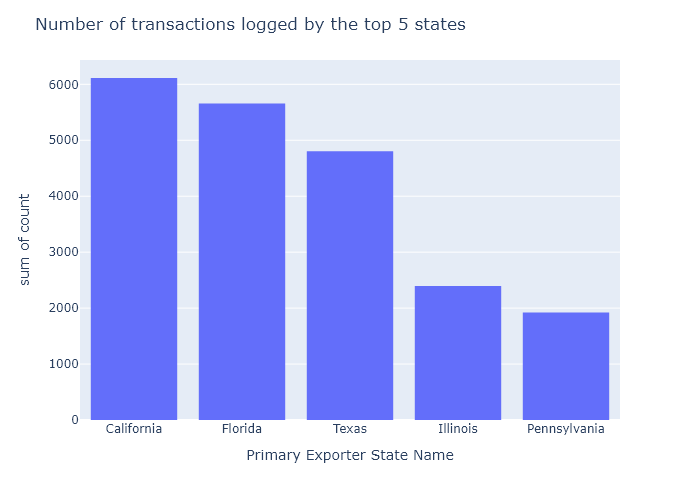 Number of transactions logged by the top 5 states
6000
5000
4000
3000
2000
1000
0
sum of count
California
Florida
Texas
Illinois
Pennsylvania
Primary Exporter State Name